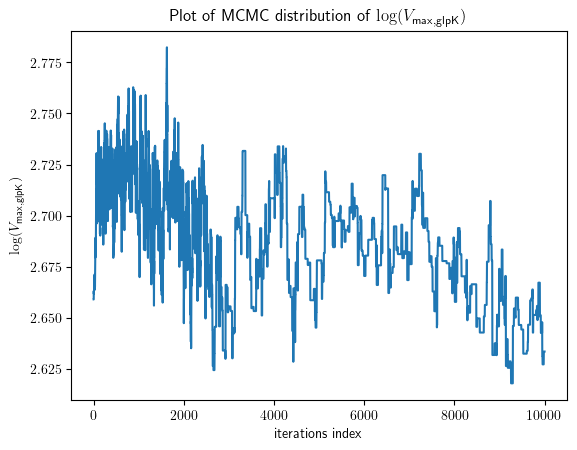 Plot of MCMC distribution of log(V_max,glpK)
2.775
2.750
2.725
2.700
2.675
2.650
2.625
log(V_max,glpK)
0 2000 4000 6000 8000 10000
iterations index